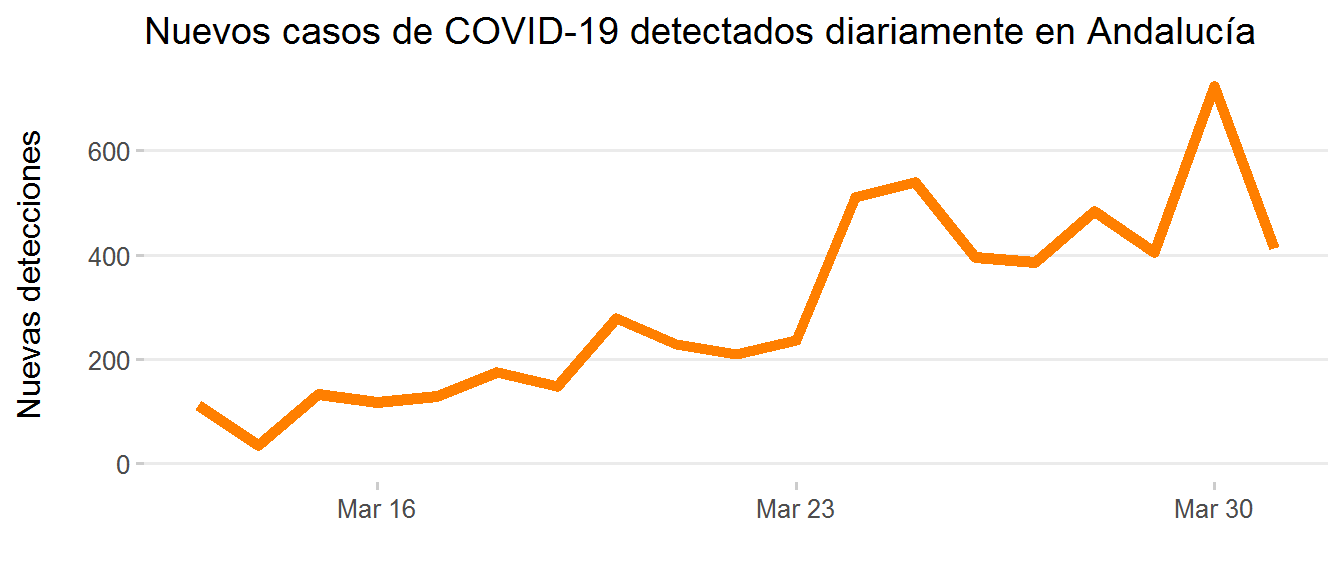 Nuevos casos de COVID-19 detectados diariamente en Andalucía
Nuevas detecciones
600
400
200
0
Mar 16 Mar 23 Mar 30